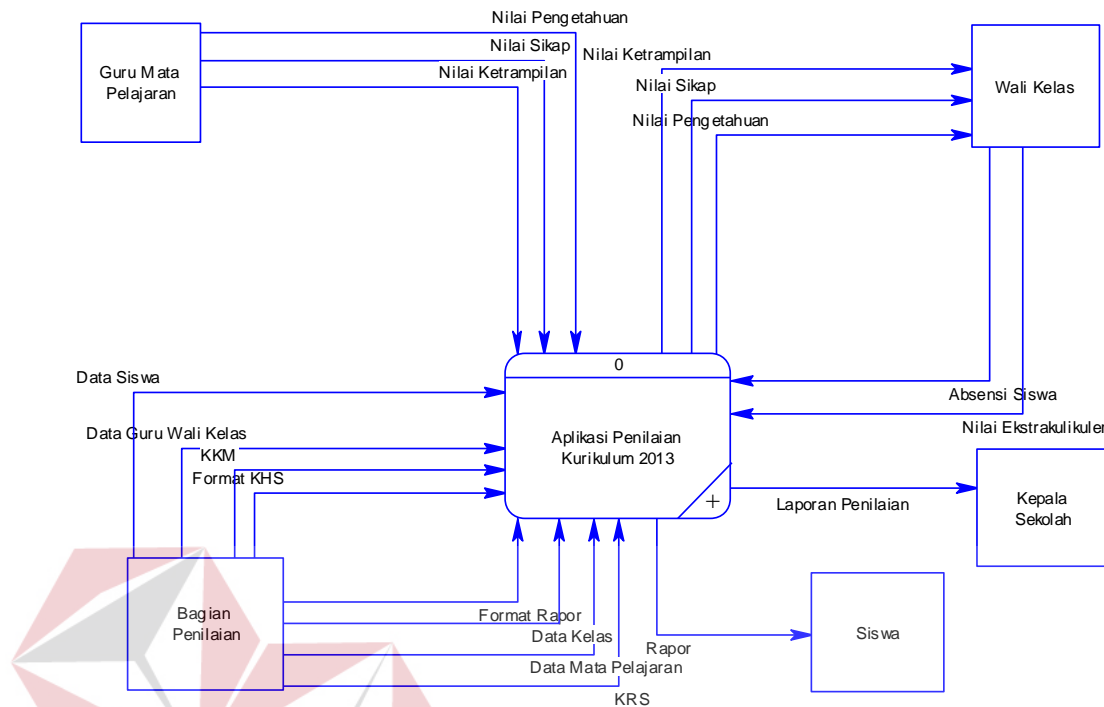 Nilai Pengetahuan
Nilai Sikap
Nilai Ketrampilan
Guru Mata
Pelajaran
Nilai Ketrampilan
Nilai Sikap
Nilai Pengetahuan
Wali Kelas
0
Aplikasi Penilaian
Kurikulum 2013
+
Data Siswa
Data Guru Wali Kelas
KKM
Format KHS
Absensi Siswa
Nilai Ekstrakulikuler
Laporan Penilaian
Kepala
Sekolah
Bagian
Penilaian
Format Rapor
Data Kelas
Data Mata Pelajaran
KRS
Rapor
Siswa